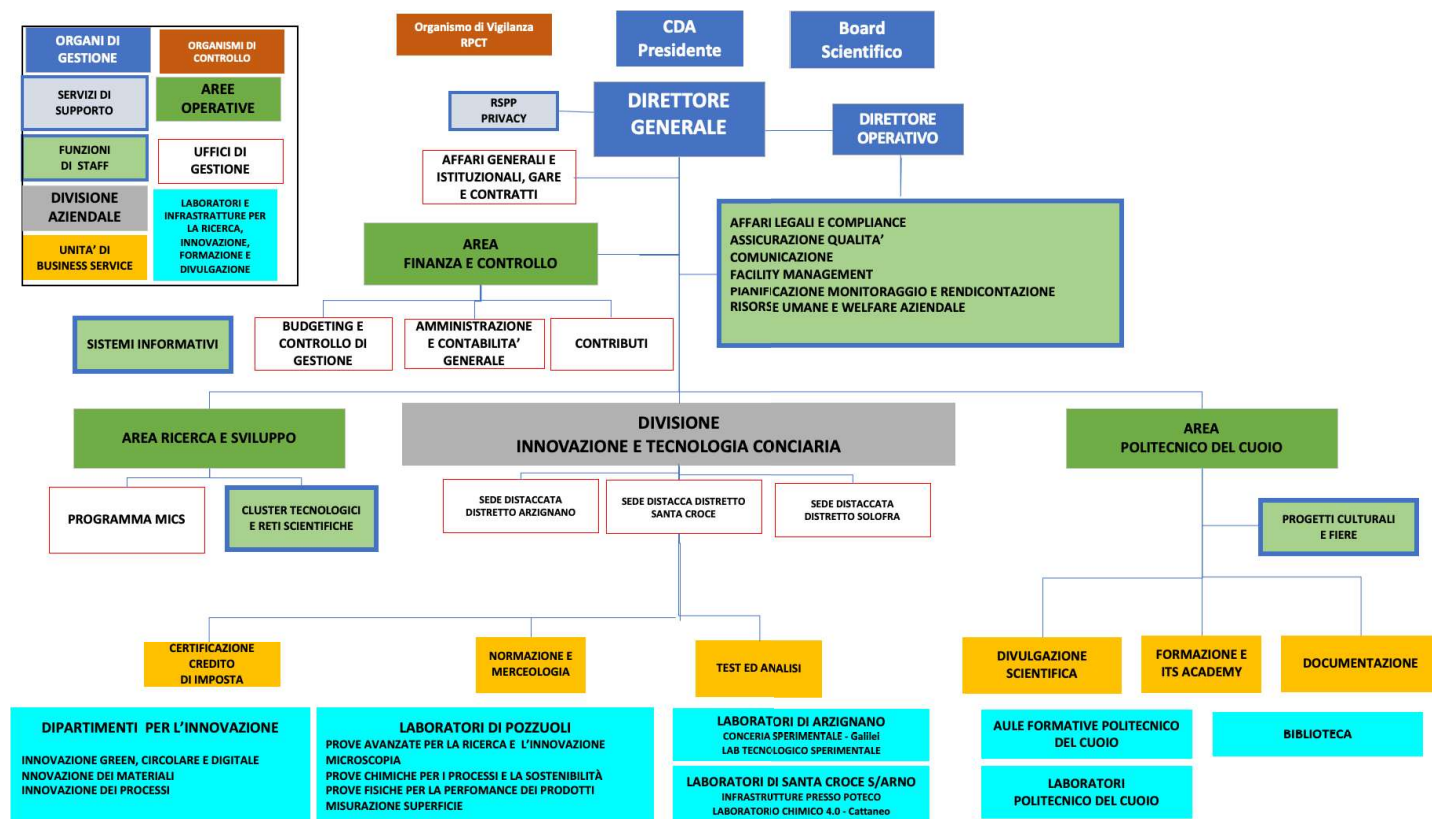 ORGANI DI
GESTIONE
ORGANISMI DI
CONTROLLO
SERVIZI DI
SUPPORTO
AREE
OPERATIVE
FUNZIONI
DI STAFF
UFFICI DI
GESTIONE
DIVISIONE
AZIENDALE
LABORATORI E
INFRASTRATTURE PER
LA RICERCA,
INNOVAZIONE,
FORMAZIONE E
DIVULGAZIONE
UNITA' DI
BUSINESS SERVICE
Organismo di Vigilanza
RPCT
CDA
Presidente
Board
Scientifico
RSPP
PRIVACY
DIRETTORE
GENERALE
DIRETTORE
OPERATIVO
AFFARI GENERALI E
ISTITUZIONALI, GARE
E CONTRATTI
AREA
FINANZA E CONTROLLO
AFFARI LEGALI E COMPLIANCE
ASSICURAZIONE QUALITA'
COMUNICAZIONE
FACILITY MANAGEMENT
PIANIFICAZIONE MONITORAGGIO E RENDICONTAZIONE
RISORSE UMANE E WELFARE AZIENDALE
SISTEMI INFORMATIVI
BUDGETING E
CONTROLLO DI
GESTIONE
AMMINISTRAZIONE
E CONTABILITA'
GENERALE
CONTRIBUTI
AREA RICERCA E SVILUPPO
DIVISIONE
INNOVAZIONE E TECNOLOGIA CONCIARIA
AREA
POLITECNICO DEL CUOIO
PROGRAMMA MICS
CLUSTER TECNOLOGICI
E RETI SCIENTIFICHE
SEDE DISTACCATA
DISTRETTO ARZIGNANO
SEDE DISTACCA DISTRETTO
SANTA CROCE
SEDE DISTACCATA
DISTRETTO SOLOFRA
PROGETTI CULTURALI
E FIERE
CERTIFICAZIONE
CREDITO
DI IMPOSTA
NORMAZIONE E
MERCEOLOGIA
TEST ED ANALISI
DIVULGAZIONE
SCIENTIFICA
FORMAZIONE E
ITS ACADEMY
DOCUMENTAZIONE
DIPARTIMENTI PER L'INNOVAZIONE
INNOVAZIONE GREEN, CIRCOLARE E DIGITALE
NNOVAZIONE DEI MATERIALI
INNOVAZIONE DEI PROCESSI
LABORATORI DI POZZUOLI
PROVE AVANZATE PER LA RICERCA E L'INNOVAZIONE
MICROSCOPIA
PROVE CHIMICHE PER I PROCESSI E LA SOSTENIBILITÀ
PROVE FISICHE PER LA PERFOMANCE DEI PRODOTTI
MISURAZIONE SUPERFICIE
LABORATORI DI ARZIGNANO
CONCERIA SPERIMENTALE - Galilei
LAB TECNOLOGICO SPERIMENTALE
LABORATORI DI SANTA CROCE S/ARNO
INFRASTRUTTURE PRESSO POTECO
LABORATORIO CHIMICO 4.0 - Cattaneo
AULE FORMATIVE POLITECNICO
DEL CUOIO
BIBLIOTECA
LABORATORI
POLITECNICO DEL CUOIO